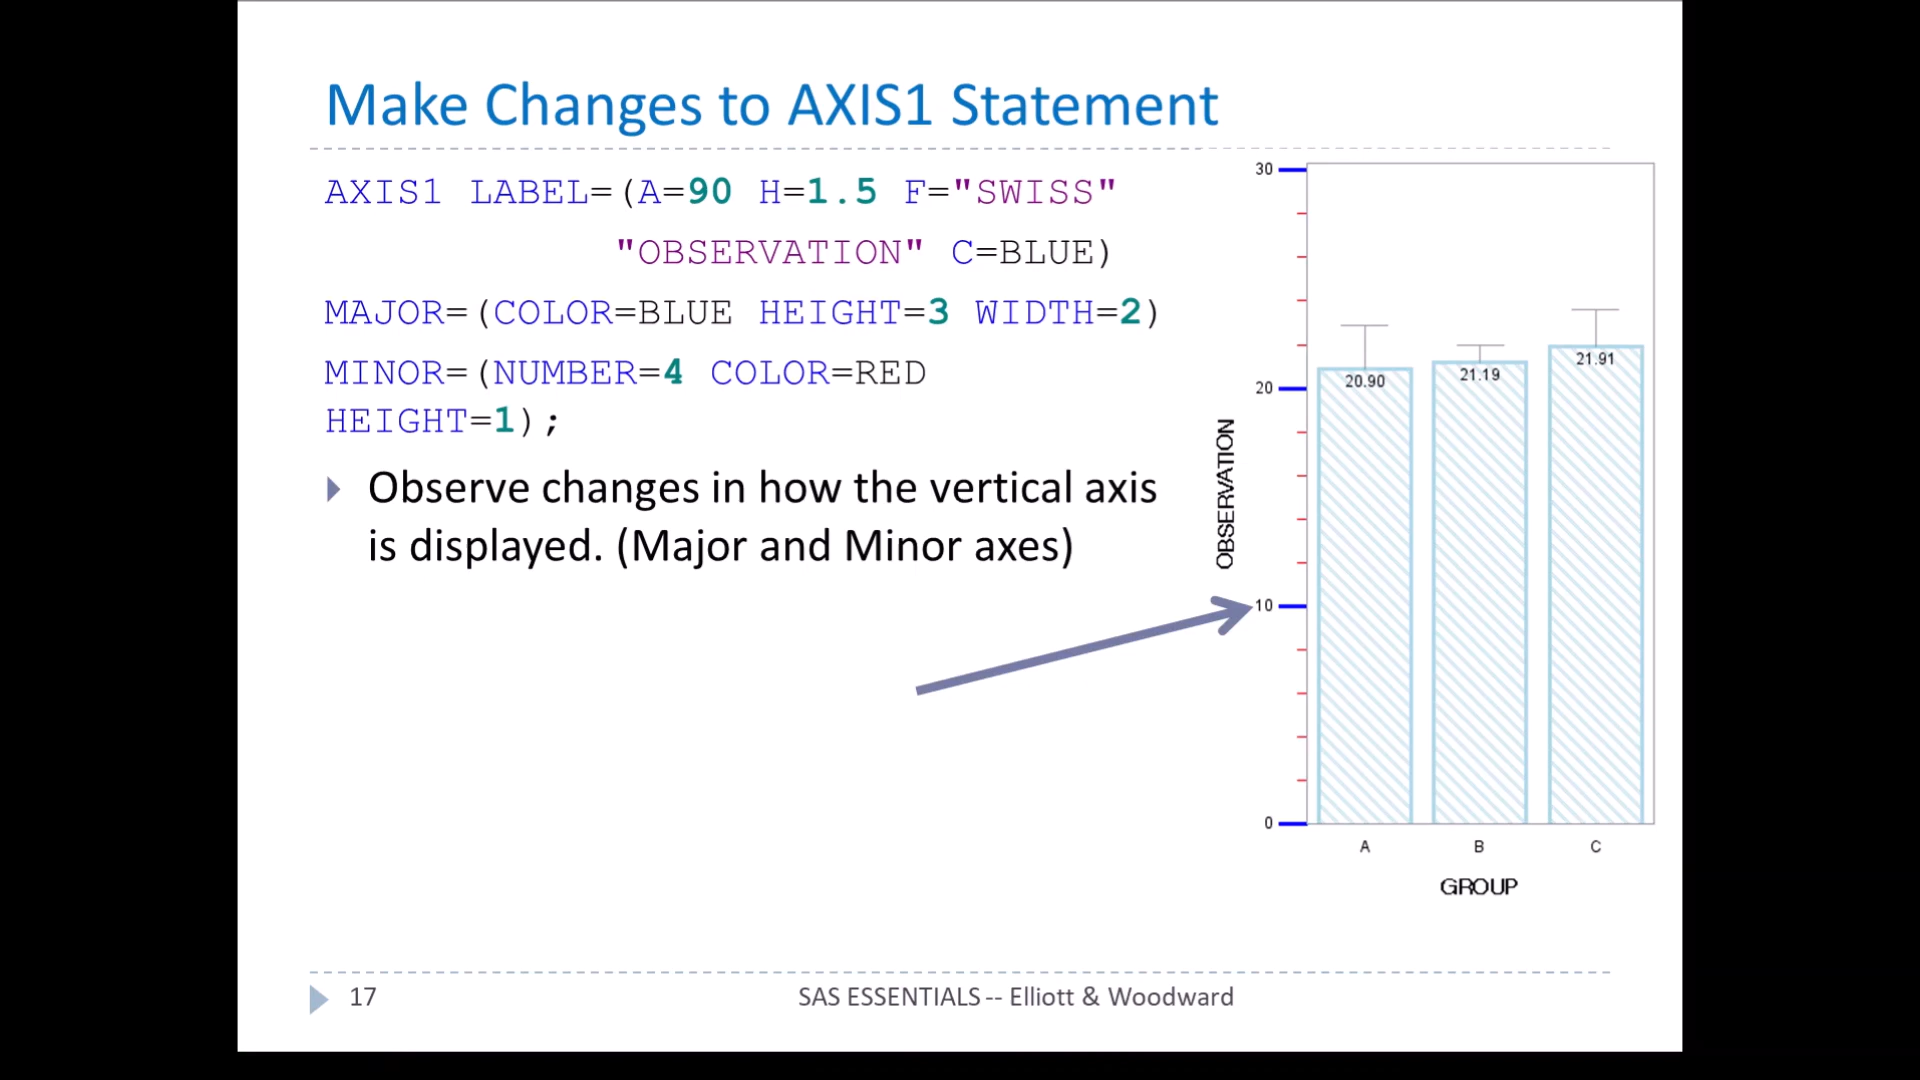 Make Changes to AXIS1 Statement
AXIS1 LABEL=(A=90 H=1.5 F="SWISS"
"OBSERVATION" C=BLUE)
MAJOR=(COLOR=BLUE HEIGHT=3 WIDTH=2)
MINOR=(NUMBER=4 COLOR=RED
HEIGHT=1);
Observe changes in how the vertical axis
is displayed. (Major and Minor axes)
OBSERVATION
30
20
10
0
20.90
21.19
21.91
A
B
C
GROUP
17
SAS ESSENTIALS -- Elliott & Woodward